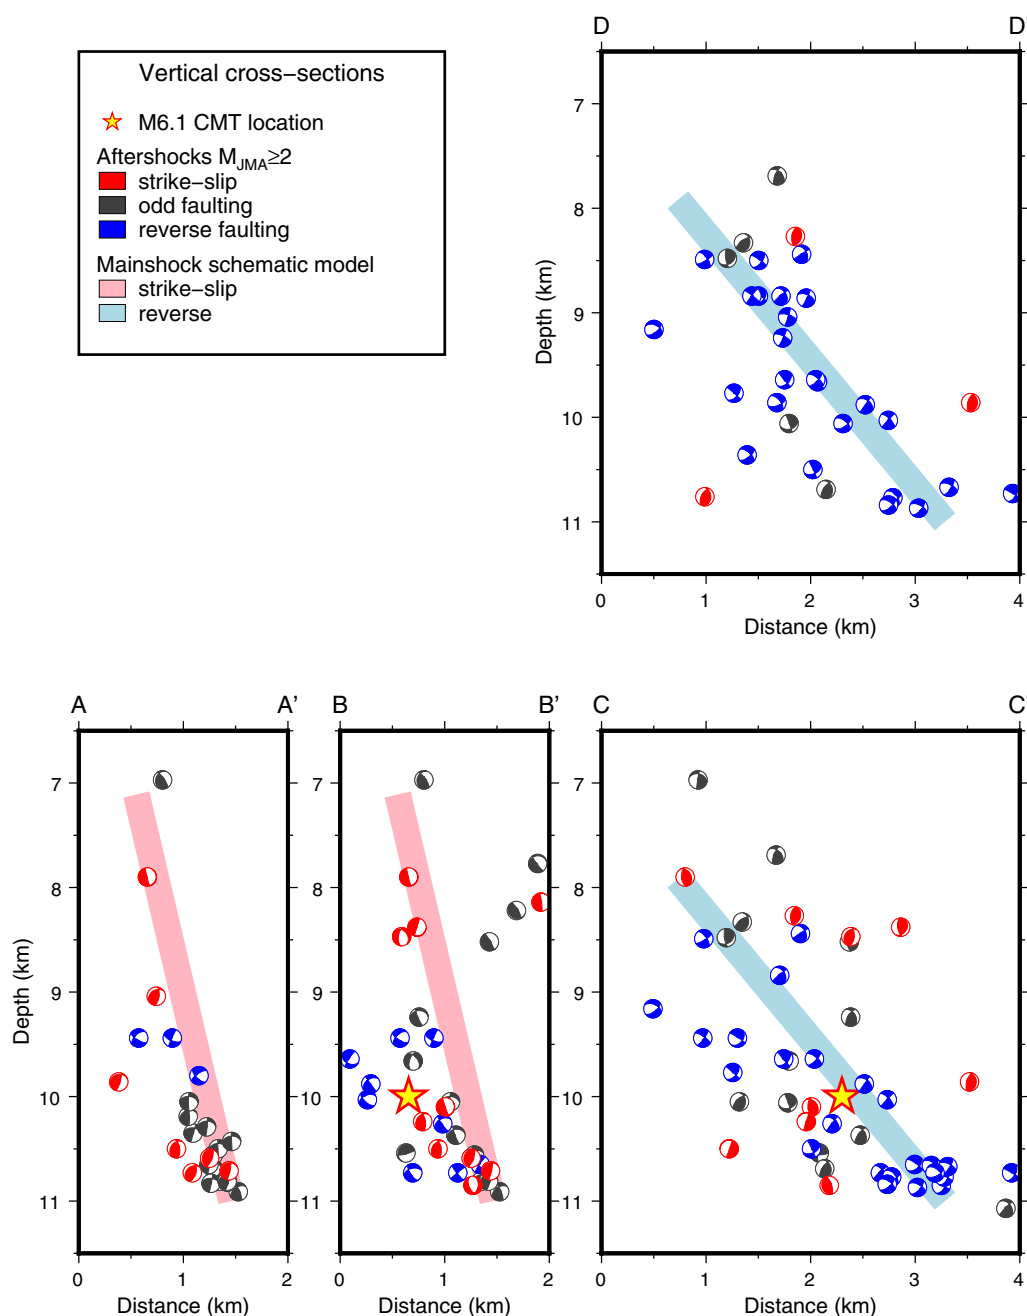 D D'
Vertical cross−sections
M6.1 CMT location
Aftershocks MJMA≥2
strike−slip
odd faulting
reverse faulting
Mainshock schematic model
strike−slip
reverse
7
8
9
10
11
Depth (km)
0 1 2 3 4
Distance (km)
A A' B B' C C'
7 7 7
8 8 8
9 9 9
10 10 10
11 11 11
Depth (km)
0 1 2 0 1 2 0 1 2 3 4
Distance (km) Distance (km) Distance (km)